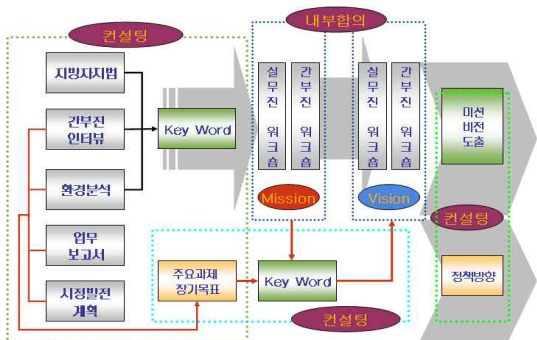 컨설팅
내부합의
지방자치법
간부진
인터뷰
환경분석
업무
보고서
시정발전
계획
Key Word
실무진 워크숍
간부진 워크숍
실무진 워크숍
간부진 워크숍
Mission
Vision
미션
비전
도출
컨설팅
정책방향
주요과제
장기목표
Key Word
컨설팅